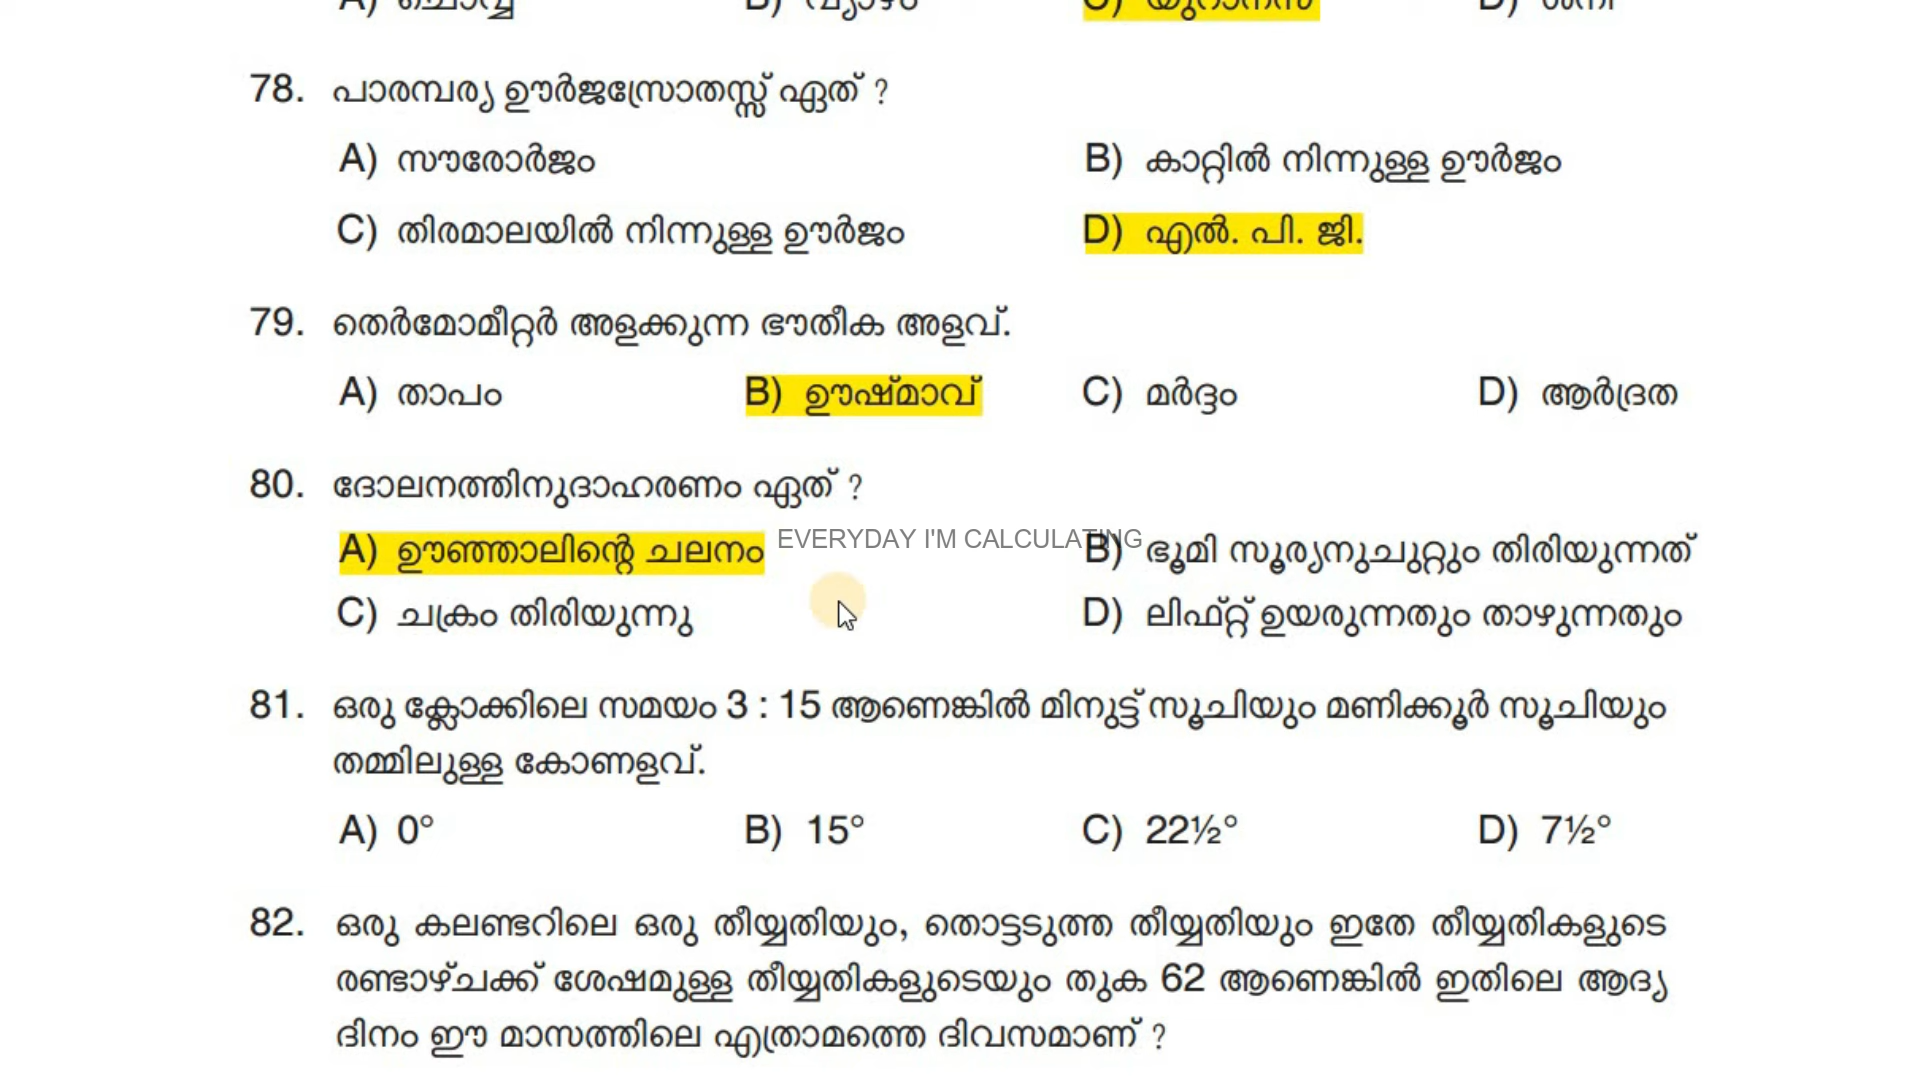 78. പാരമ്പര്യ ഊർജസ്രോതസ്സ് ഏത് ?
A) സൗരോർജം B) കാറ്റിൽ നിന്നുള്ള ഊർജം
C) തിരമാലയിൽ നിന്നുള്ള ഊർജം D) എൽ. പി. ജി.
79. തെർമോമീറ്റർ അളക്കുന്ന ഭൗതീക അളവ്.
A) താപം B) ഊഷ്മാവ് C) മർദ്ദം D) ആർദ്രത
80. ദോലനത്തിനുദാഹരണം ഏത് ?
EVERYDAY I'M CALCULATING
A) ഊഞ്ഞാലിന്റെ ചലനം B) ഭൂമി സൂര്യനുചുറ്റും തിരിയുന്നത്
C) ചക്രം തിരിയുന്നു D) ലിഫ്റ്റ് ഉയരുന്നതും താഴുന്നതും
81. ഒരു ക്ലോക്കിലെ സമയം 3 : 15 ആണെങ്കിൽ മിനുട്ട് സൂചിയും മണിക്കൂർ സൂചിയും
തമ്മിലുള്ള കോണളവ്.
A) 0° B) 15° C) 22½° D) 7½°
82. ഒരു കലണ്ടറിലെ ഒരു തീയ്യതിയും, തൊട്ടടുത്ത തീയ്യതിയും ഇതേ തീയ്യതികളുടെ
രണ്ടാഴ്ചക്ക് ശേഷമുള്ള തീയ്യതികളുടെയും തുക 62 ആണെങ്കിൽ ഇതിലെ ആദ്യ
ദിനം ഈ മാസത്തിലെ എത്രാമത്തെ ദിവസമാണ് ?